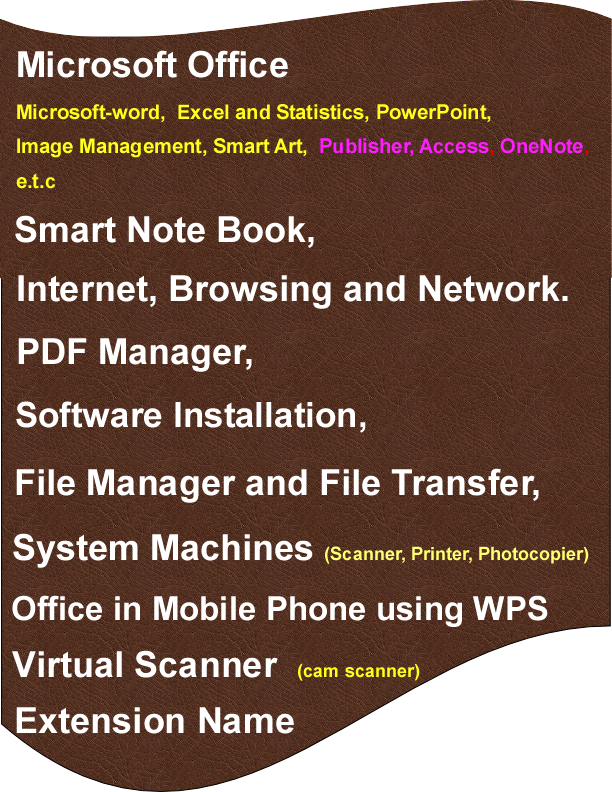 Microsoft Office
Microsoft-word, Excel and Statistics, PowerPoint,
Image Management, Smart Art, Publisher, Access, OneNote,
e.t.c
Smart Note Book,
Internet, Browsing and Network.
PDF Manager,
Software Installation,
File Manager and File Transfer,
System Machines (Scanner, Printer, Photocopier)
Office in Mobile Phone using WPS
Virtual Scanner (cam scanner)
Extension Name